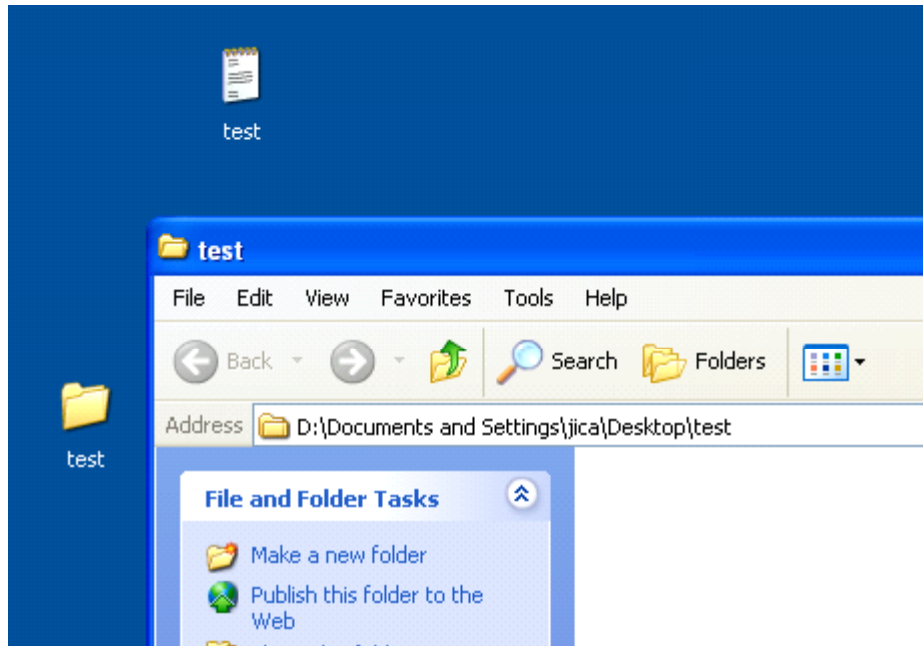 test
test
File Edit View Favorites Tools Help
Back Search Folders
Address D:\Documents and Settings\jica\Desktop\test
test
File and Folder Tasks
Make a new folder
Publish this folder to the
Web